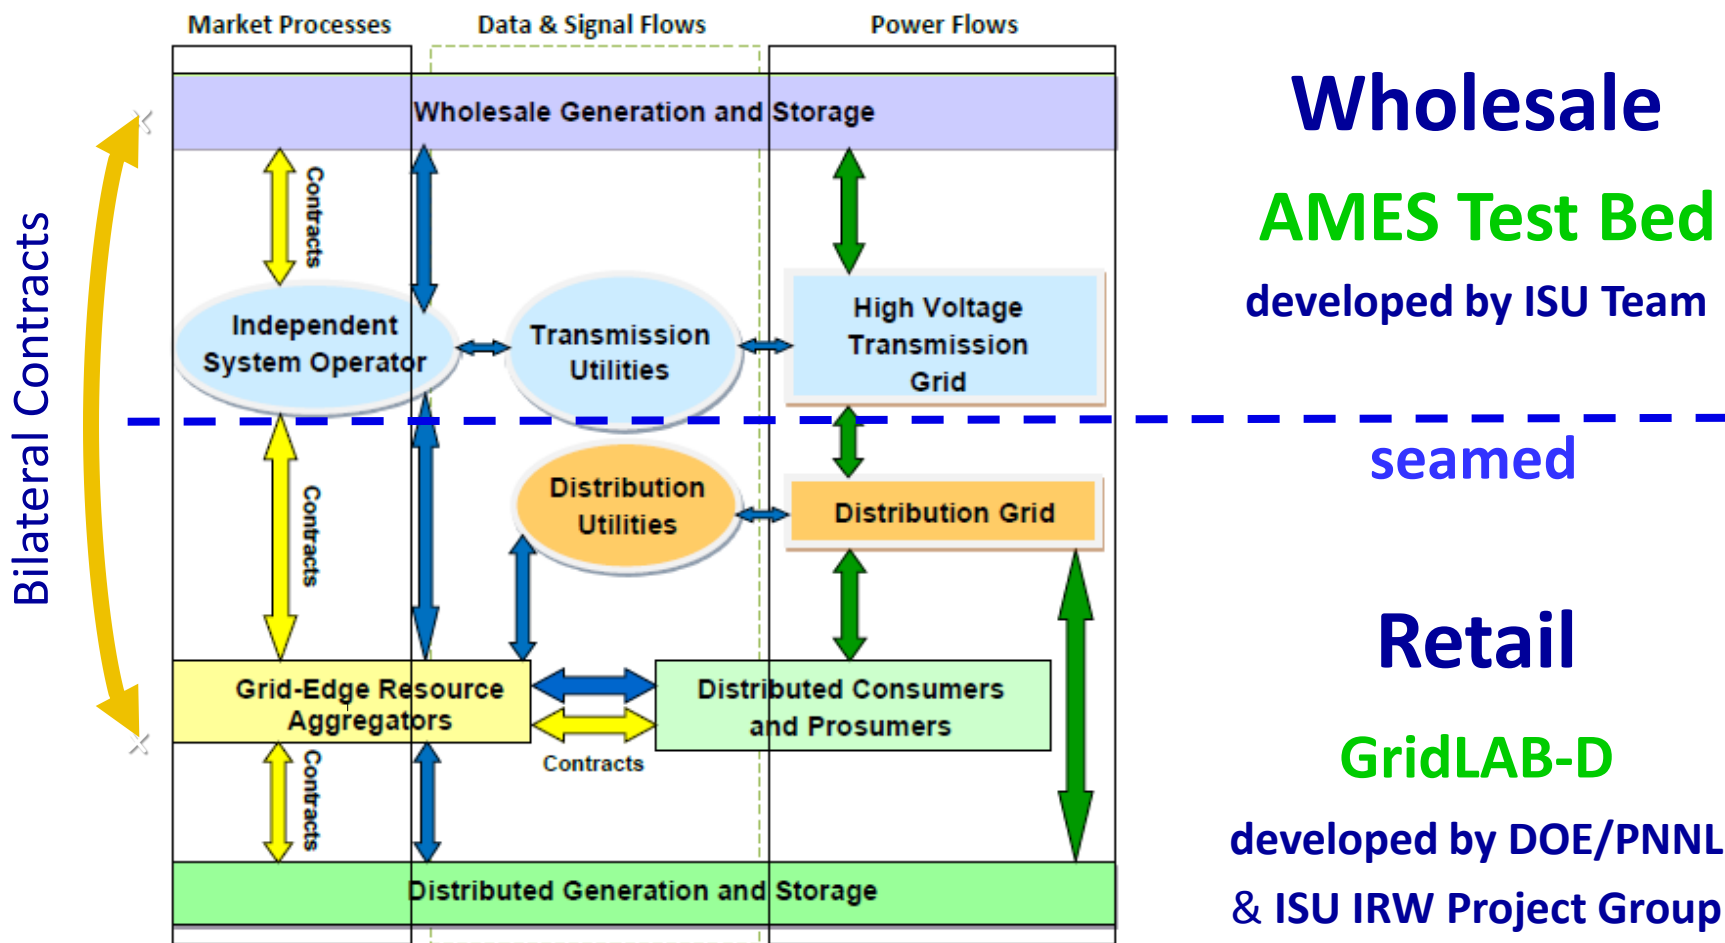 Market Processes
Data & Signal Flows
Power Flows
Wholesale Generation and Storage
Wholesale
AMES Test Bed
developed by ISU Team
Bilateral Contracts
Contracts
Independent
System Operator
Transmission
Utilities
High Voltage
Transmission
Grid
seamed
Contracts
Distribution
Utilities
Distribution Grid
Retail
Grid-Edge Resource
Aggregators
Distributed Consumers
and Prosumers
Contracts
Contracts
GridLAB-D
developed by DOE/PNNL
& ISU IRW Project Group
Distributed Generation and Storage